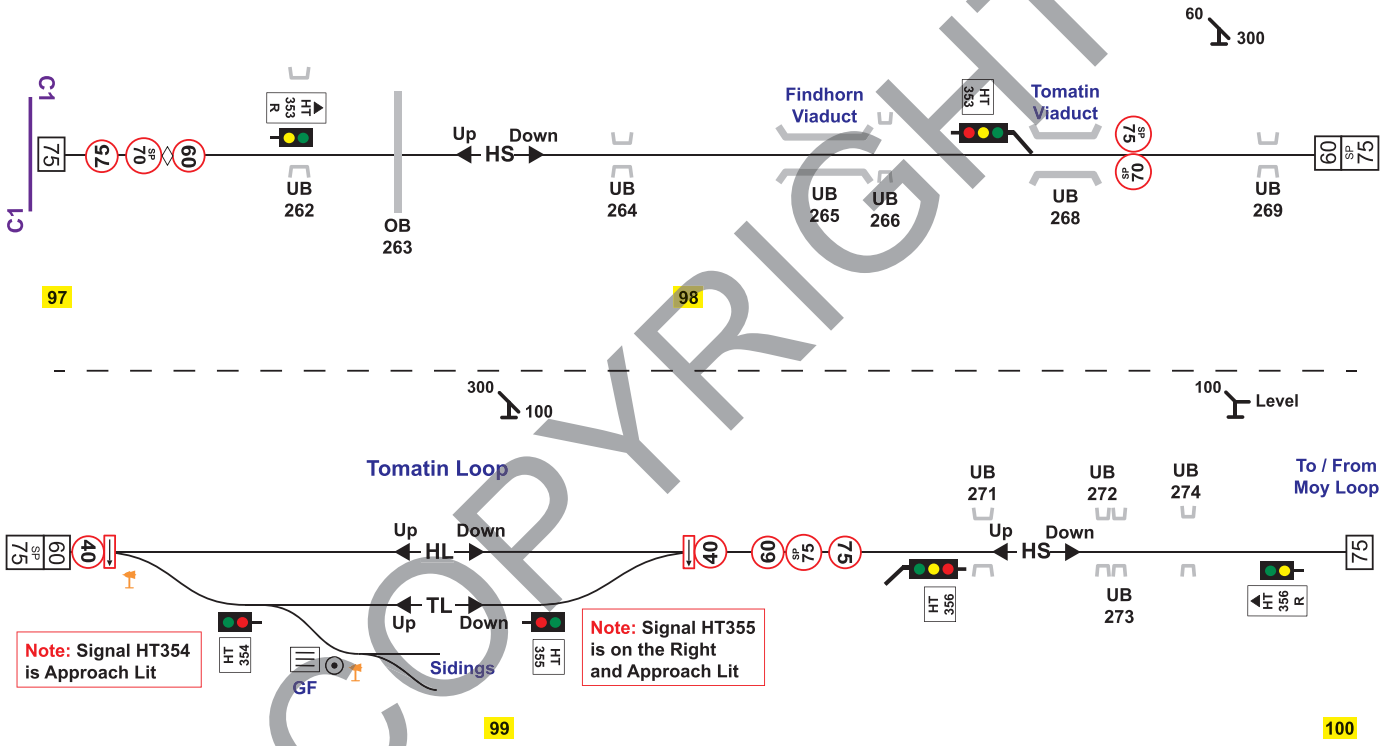 60
300
C1
HT
353
R
Findhorn
Viaduct
HT
353
Tomatin
Viaduct
75
75
SP
70
60
Up
HS
Down
SP
75
SP
70
60
SP
75
C1
UB
262
OB
263
UB
264
UB
265
UB
266
UB
268
UB
269
97
98
300
100
100
Level
Tomatin Loop
UB
271
UB
272
UB
274
To / From
Moy Loop
75
SP
60
40
Up
HL
Down
40
60
SP
75
75
Up
HS
Down
75
TL
Up
Down
HT
354
HT
355
HT
356
UB
273
HT
356
R
Note: Signal HT354
is Approach Lit
Note: Signal HT355
is on the Right
and Approach Lit
GF
Sidings
99
100
COPYRIGHT